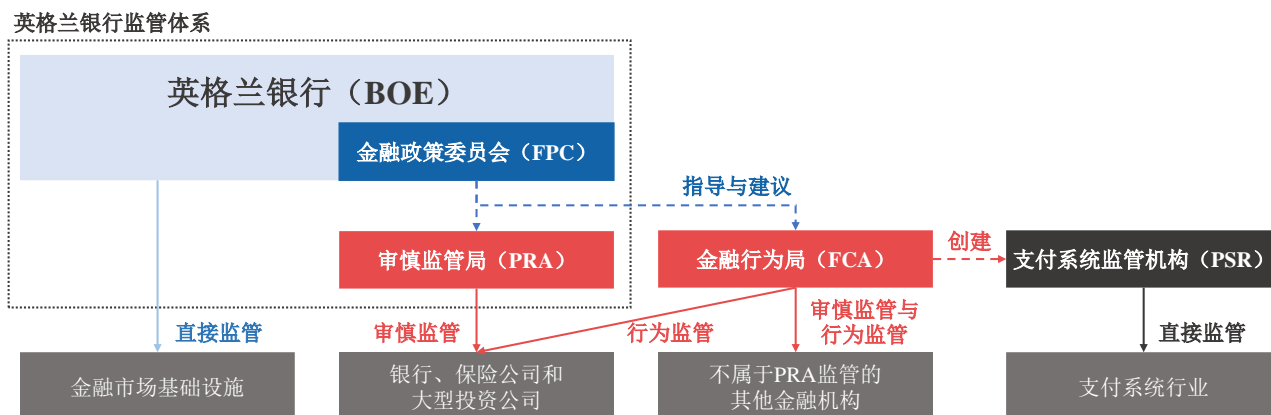 英格兰银行监管体系
英格兰银行（BOE）
金融政策委员会（FPC）
指导与建议
审慎监管局（PRA）
金融行为局（FCA）
创建
支付系统监管机构（PSR）
直接监管
审慎监管
行为监管
审慎监管与
行为监管
直接监管
金融市场基础设施
银行、保险公司和
大型投资公司
不属于PRA监管的
其他金融机构
支付系统行业